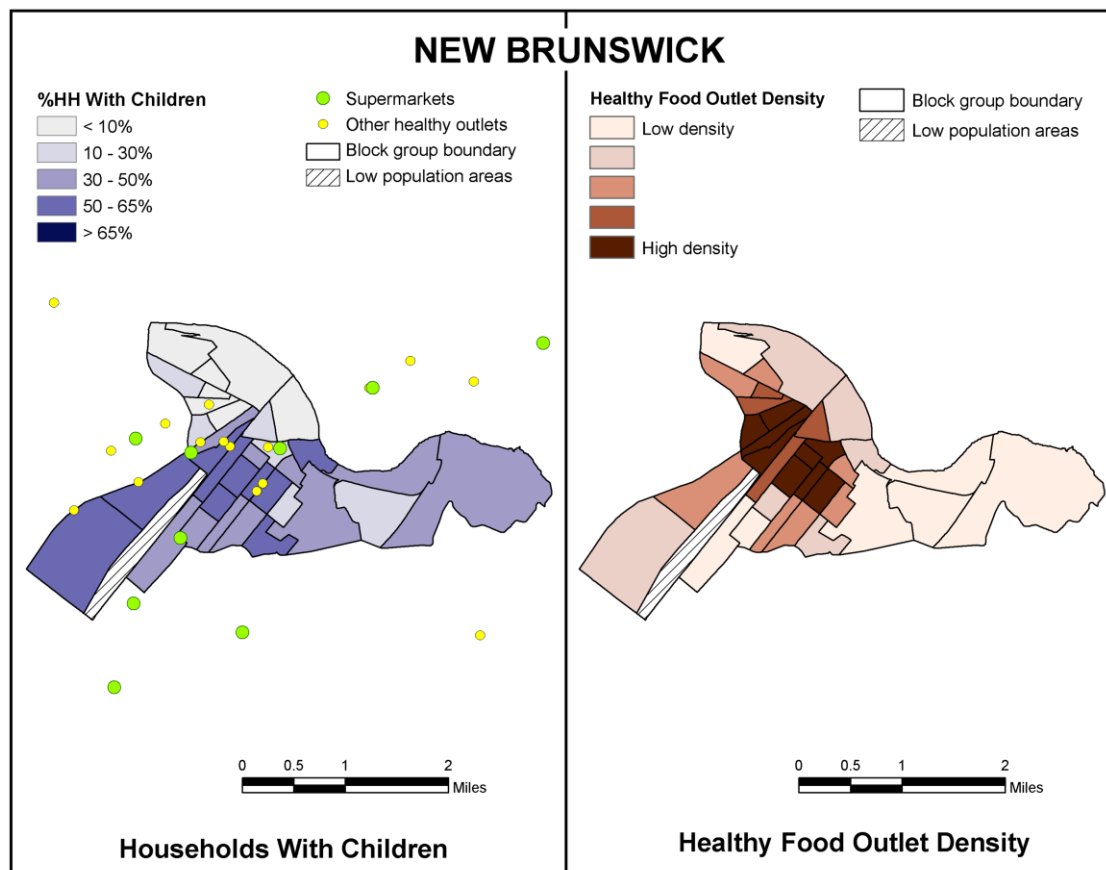 NEW BRUNSWICK
%HH With Children
< 10%
10 - 30%
30 - 50%
50 - 65%
> 65%
Supermarkets
Other healthy outlets
Block group boundary
Low population areas
0 0.5 1 2
Miles
Households With Children
Healthy Food Outlet Density
Low density
High density
Block group boundary
Low population areas
0 0.5 1 2
Miles
Healthy Food Outlet Density